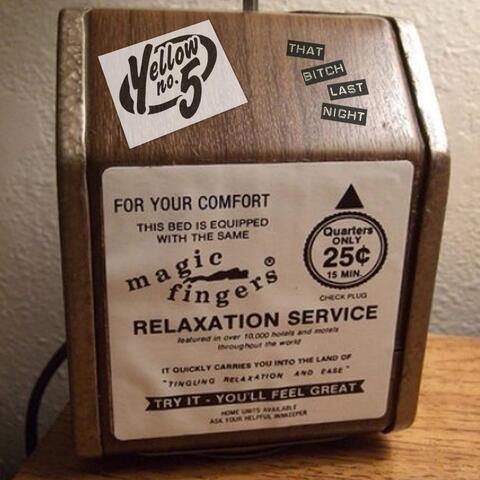 Yellow
no. 5
THAT
BITCH
LAST
NIGHT
FOR YOUR COMFORT
THIS BED IS EQUIPPED
WITH THE SAME
magic
fingers®
Quarters
ONLY
25¢
15 MIN.
CHECK PLUG
RELAXATION SERVICE
featured in over 10,000 hotels and motels
throughout the world
IT QUICKLY CARRIES YOU INTO THE LAND OF
"TINGLING RELAXATION AND EASE"
TRY IT - YOU'LL FEEL GREAT
HOME UNITS AVAILABLE
ASK YOUR HELPFUL INNKEEPER